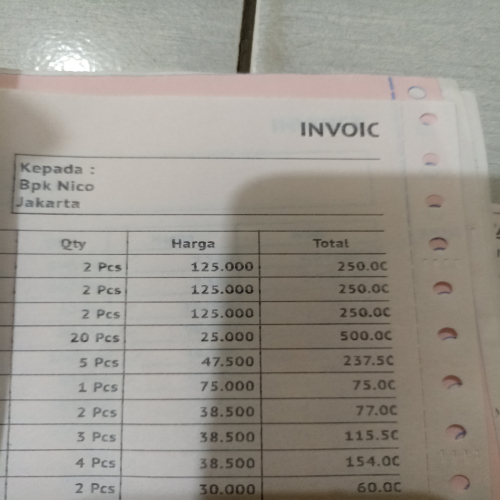 INVOIC
Kepada :
Bpk Nico
Jakarta
Qty Harga Total
2 Pcs 125.000 250.0C
2 Pcs 125.000 250.0C
2 Pcs 125.000 250.0C
20 Pcs 25.000 500.0C
5 Pcs 47.500 237.5C
1 Pcs 75.000 75.0C
2 Pcs 38.500 77.0C
3 Pcs 38.500 115.5C
4 Pcs 38.500 154.0C
2 Pcs 30.000 60.0C